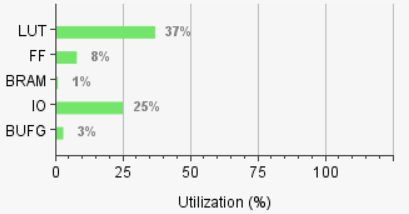 LUT 37%
FF 8%
BRAM 1%
IO 25%
BUFG 3%
0 25 50 75 100
Utilization (%)